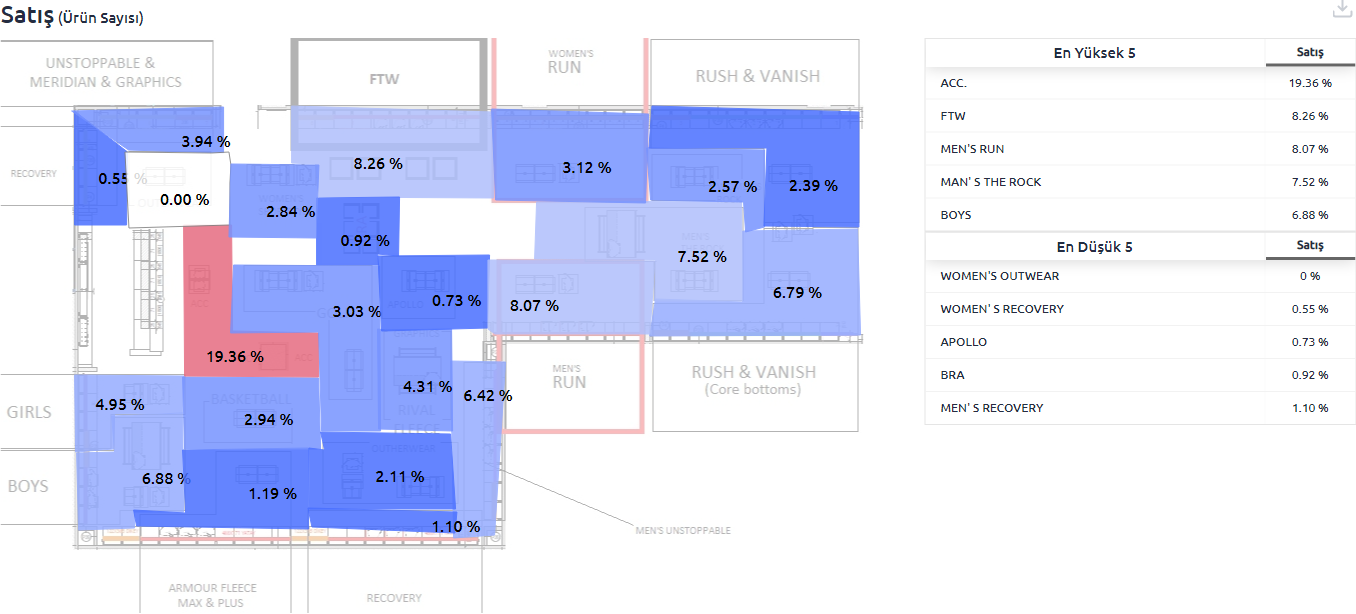 Satış (Ürün Sayısı)
UNSTOPPABLE &
MERIDIAN & GRAPHICS
FTW
WOMEN'S
RUN
RUSH & VANISH
3.94 %
RECOVERY
0.55 %
0.00 %
8.26 %
3.12 %
2.57 %
2.39 %
2.84 %
0.92 %
7.52 %
6.79 %
0.73 %
8.07 %
3.03 %
19.36 %
ACC
MEN'S
RUN
RUSH & VANISH
(Core bottoms)
4.31 %
6.42 %
GIRLS
4.95 %
BASKETBALL
2.94 %
RIVAL
FLEECE
BOYS
6.88 %
1.19 %
2.11 %
1.10 %
MEN'S UNSTOPPABLE
ARMOUR FLEECE
MAX & PLUS
RECOVERY
En Yüksek 5 Satış
ACC. 19.36 %
FTW 8.26 %
MEN'S RUN 8.07 %
MAN' S THE ROCK 7.52 %
BOYS 6.88 %
En Düşük 5 Satış
WOMEN'S OUTWEAR 0 %
WOMEN' S RECOVERY 0.55 %
APOLLO 0.73 %
BRA 0.92 %
MEN' S RECOVERY 1.10 %